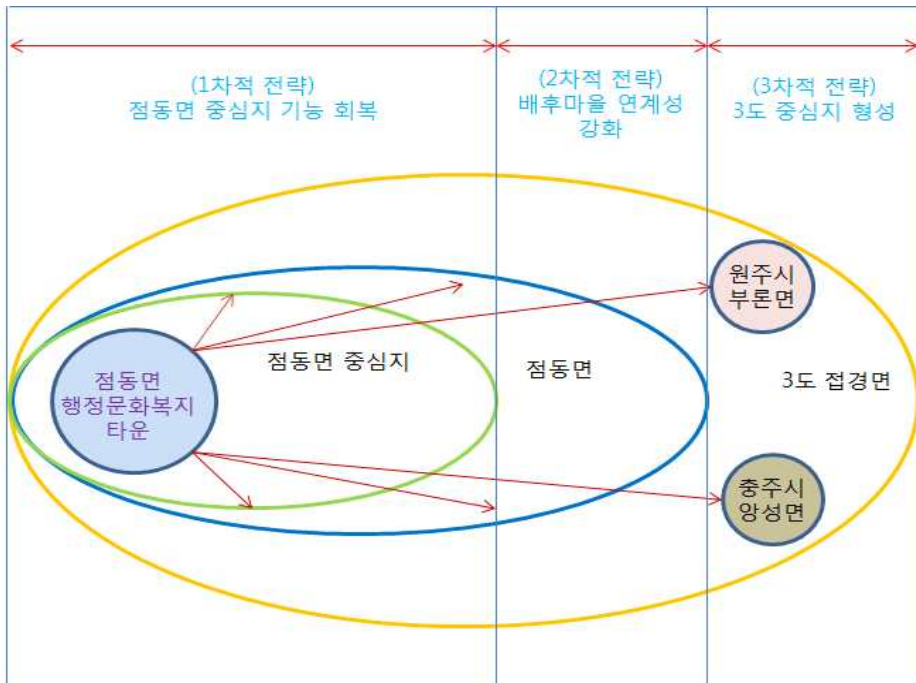 (1차적 전략)
점동면 중심지 기능 회복
(2차적 전략)
배후마을 연계성
강화
(3차적 전략)
3도 중심지 형성
원주시
부론면
점동면 중심지
점동면
3도 접경면
점동면
행정문화복지
타운
충주시
앙성면